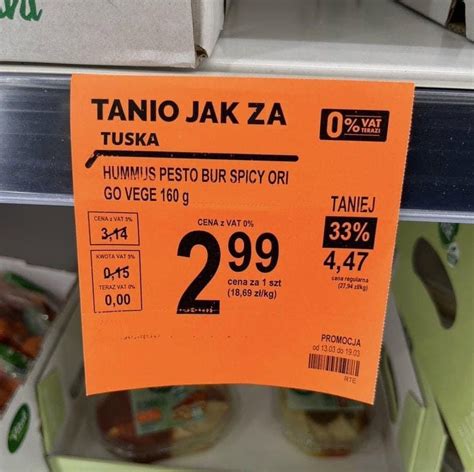 TANIO JAK ZA
TUSKA
0% VAT
TERAZ!
HUMMUS PESTO BUR SPICY ORI
GO VEGE 160 g
CENA z VAT 5%
3,14
KWOTA VAT 5%
0,15
TERAZ VAT 0%
0,00
CENA z VAT 0%
2 99
cena za 1 szt
(18,69 zł/kg)
TANIEJ
33%
4,47
cena regularna
(27,94 zł/kg)
PROMOCJA
od 13.03 do 19.03
RTE